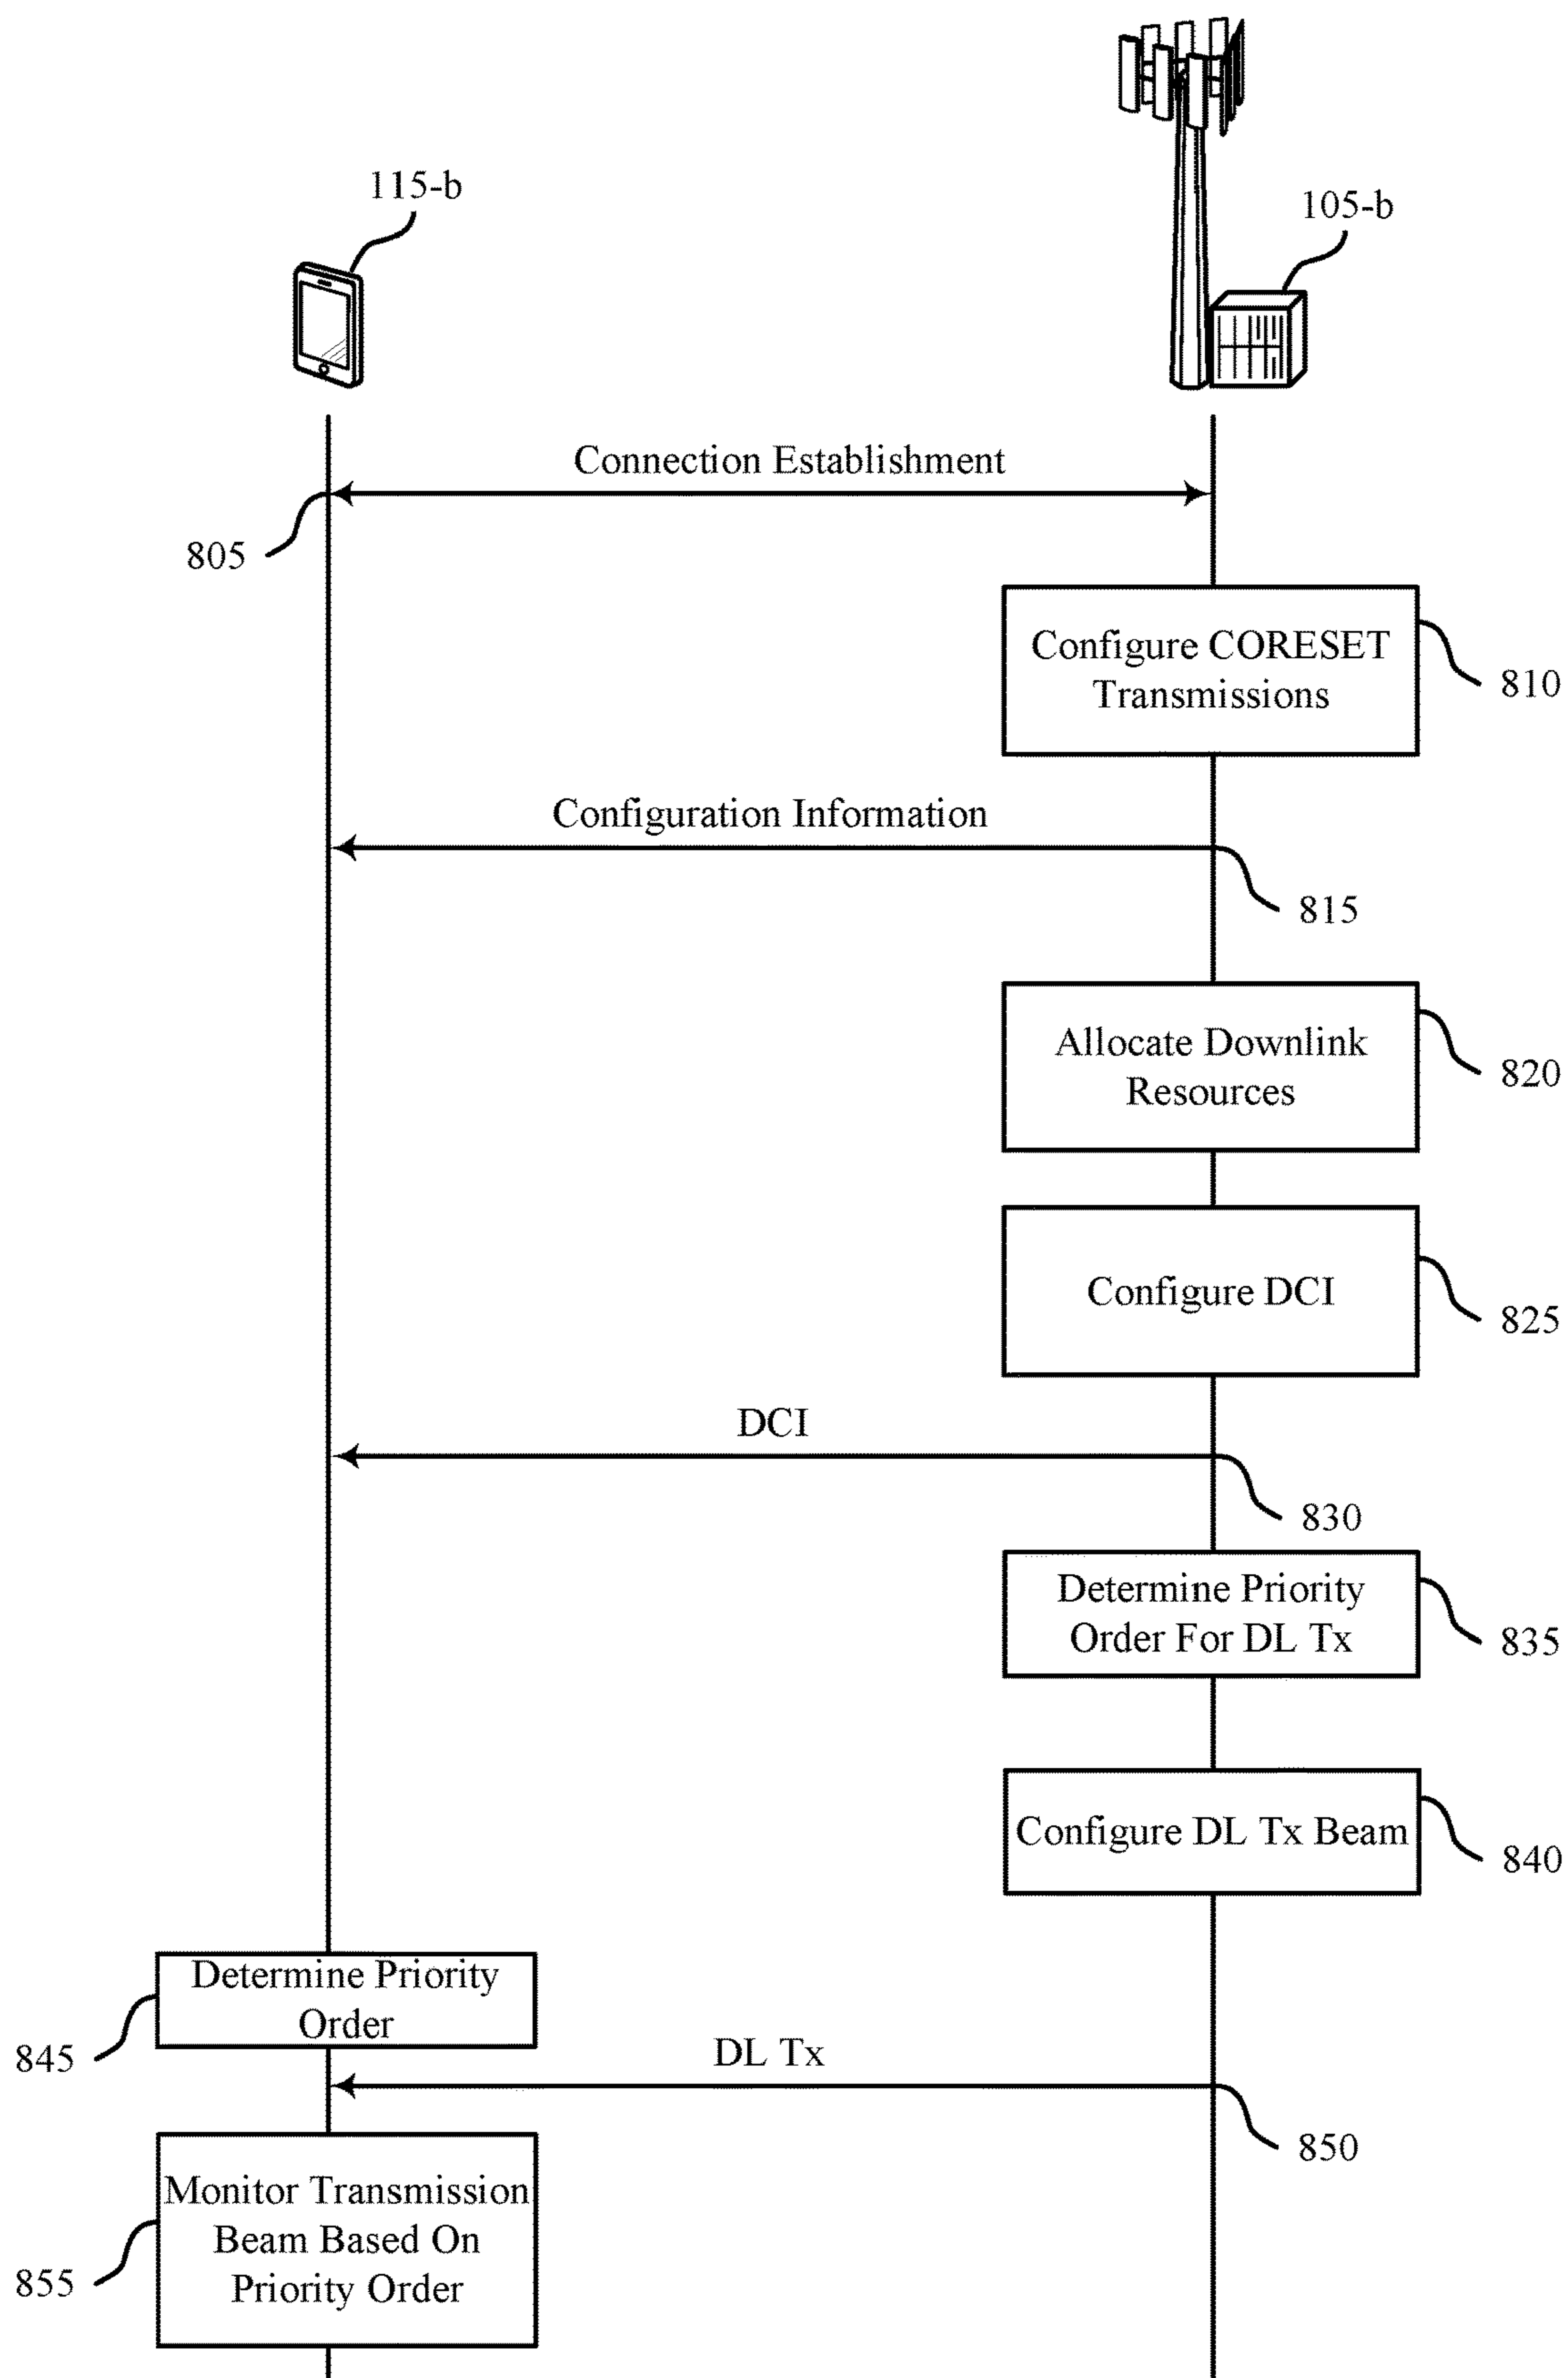 115-b
105-b
Connection Establishment
805
Configure CORESET
Transmissions
810
Configuration Information
815
Allocate Downlink
Resources
820
Configure DCI
825
DCI
830
Determine Priority
Order For DL Tx
835
Configure DL Tx Beam
840
Determine Priority
Order
845
DL Tx
850
Monitor Transmission
Beam Based On
Priority Order
855